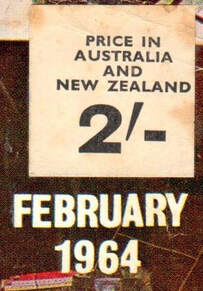 PRICE IN
AUSTRALIA
AND
NEW ZEALAND
2/-
FEBRUARY
1964